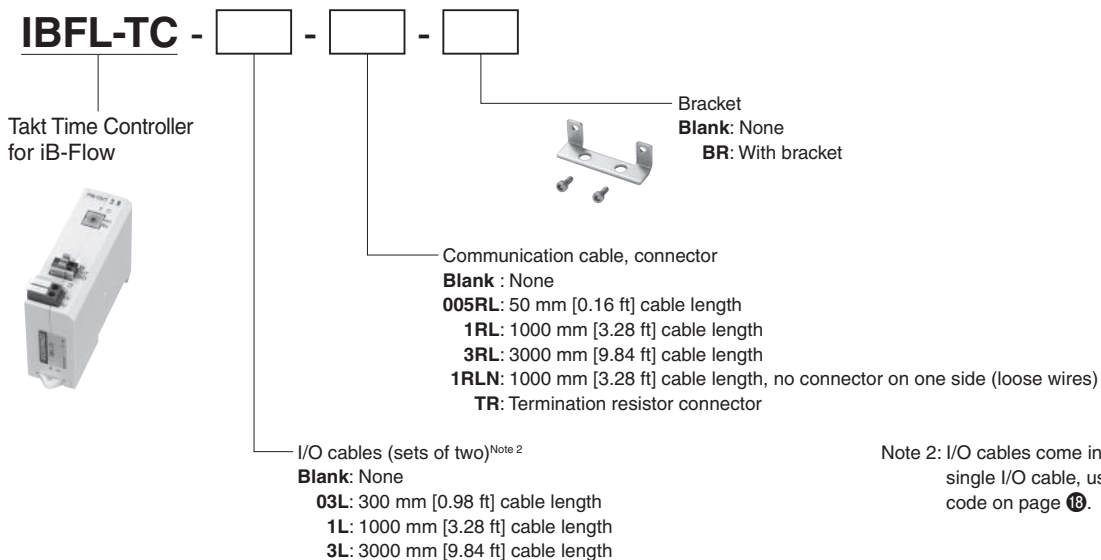 IBFL-TC - - -
Takt Time Controller
for iB-Flow
Bracket
Blank: None
BR: With bracket
Communication cable, connector
Blank : None
005RL: 50 mm [0.16 ft] cable length
1RL: 1000 mm [3.28 ft] cable length
3RL: 3000 mm [9.84 ft] cable length
1RLN: 1000 mm [3.28 ft] cable length, no connector on one side (loose wires)
TR: Termination resistor connector
I/O cables (sets of two)Note 2
Blank: None
03L: 300 mm [0.98 ft] cable length
1L: 1000 mm [3.28 ft] cable length
3L: 3000 mm [9.84 ft] cable length
Note 2: I/O cables come in
single I/O cable, us
code on page ⓲.